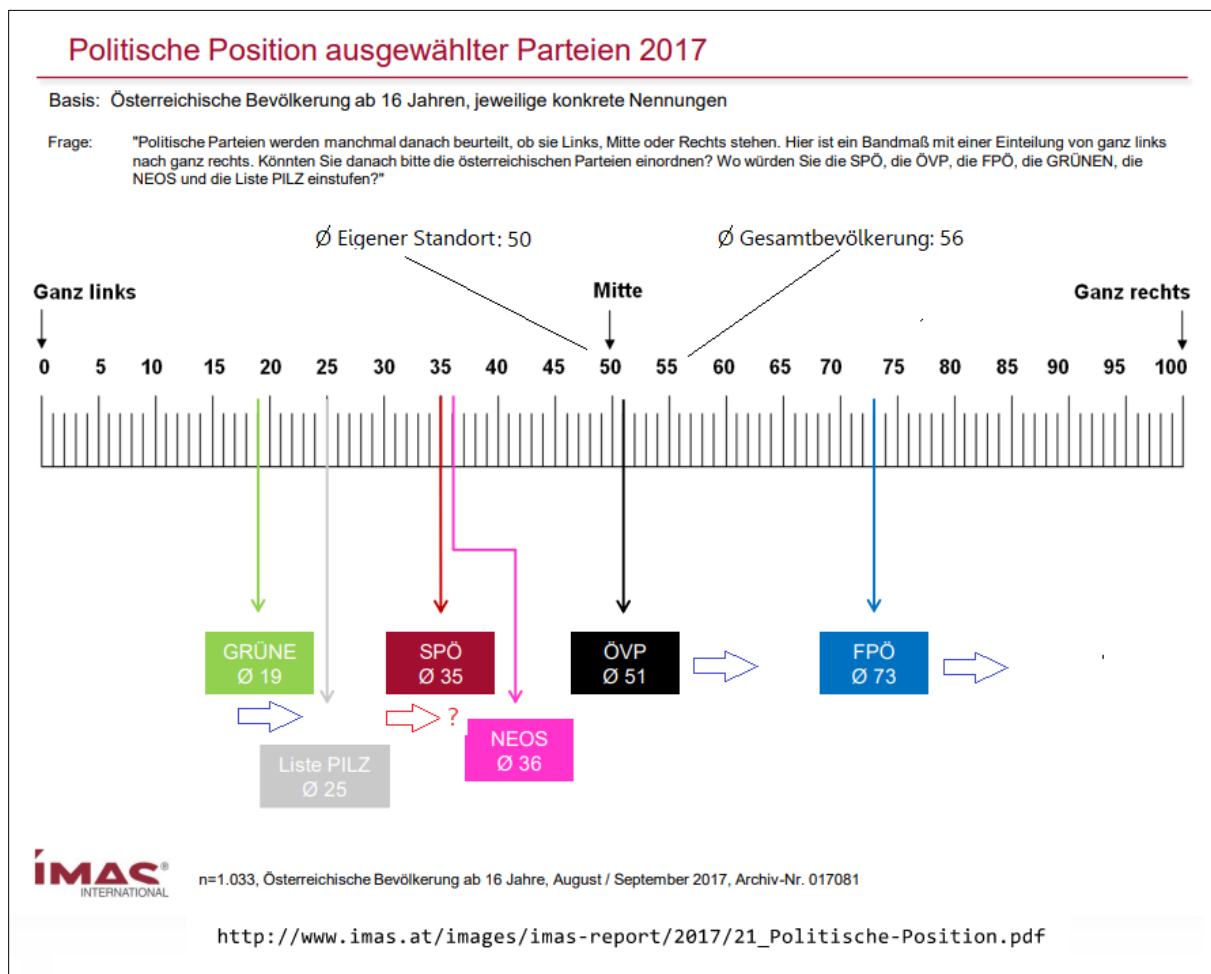 Politische Position ausgewählter Parteien 2017
Basis: Österreichische Bevölkerung ab 16 Jahren, jeweilige konkrete Nennungen
Frage: "Politische Parteien werden manchmal danach beurteilt, ob sie Links, Mitte oder Rechts stehen. Hier ist ein Bandmaß mit einer Einteilung von ganz links
nach ganz rechts. Könnten Sie danach bitte die österreichischen Parteien einordnen? Wo würden Sie die SPÖ, die ÖVP, die FPÖ, die GRÜNEN, die
NEOS und die Liste PILZ einstufen?"
Ø Eigener Standort: 50 Ø Gesamtbevölkerung: 56
Ganz links Mitte Ganz rechts
0 5 10 15 20 25 30 35 40 45 50 55 60 65 70 75 80 85 90 95 100
GRÜNE
Ø 19
SPÖ
Ø 35
ÖVP
Ø 51
FPÖ
Ø 73
?
NEOS
Ø 36
Liste PILZ
Ø 25
IMAS®
INTERNATIONAL
n=1.033, Österreichische Bevölkerung ab 16 Jahre, August / September 2017, Archiv-Nr. 017081
http://www.imas.at/images/imas-report/2017/21_Politische-Position.pdf